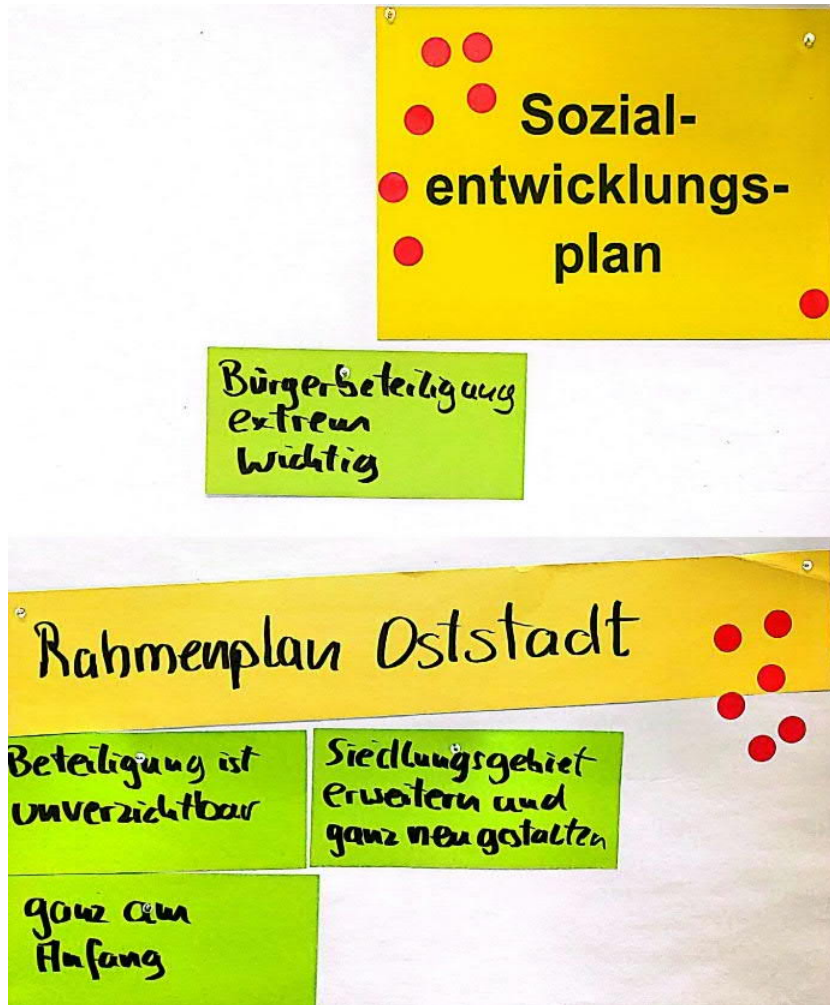 Sozial-
entwicklungs-
plan
Bürgerbeteiligung
extrem
wichtig
Rahmenplan Oststadt
Beteiligung ist
unverzichtbar
Siedlungsgebiet
erweitern und
ganz neu gestalten
ganz am
Anfang